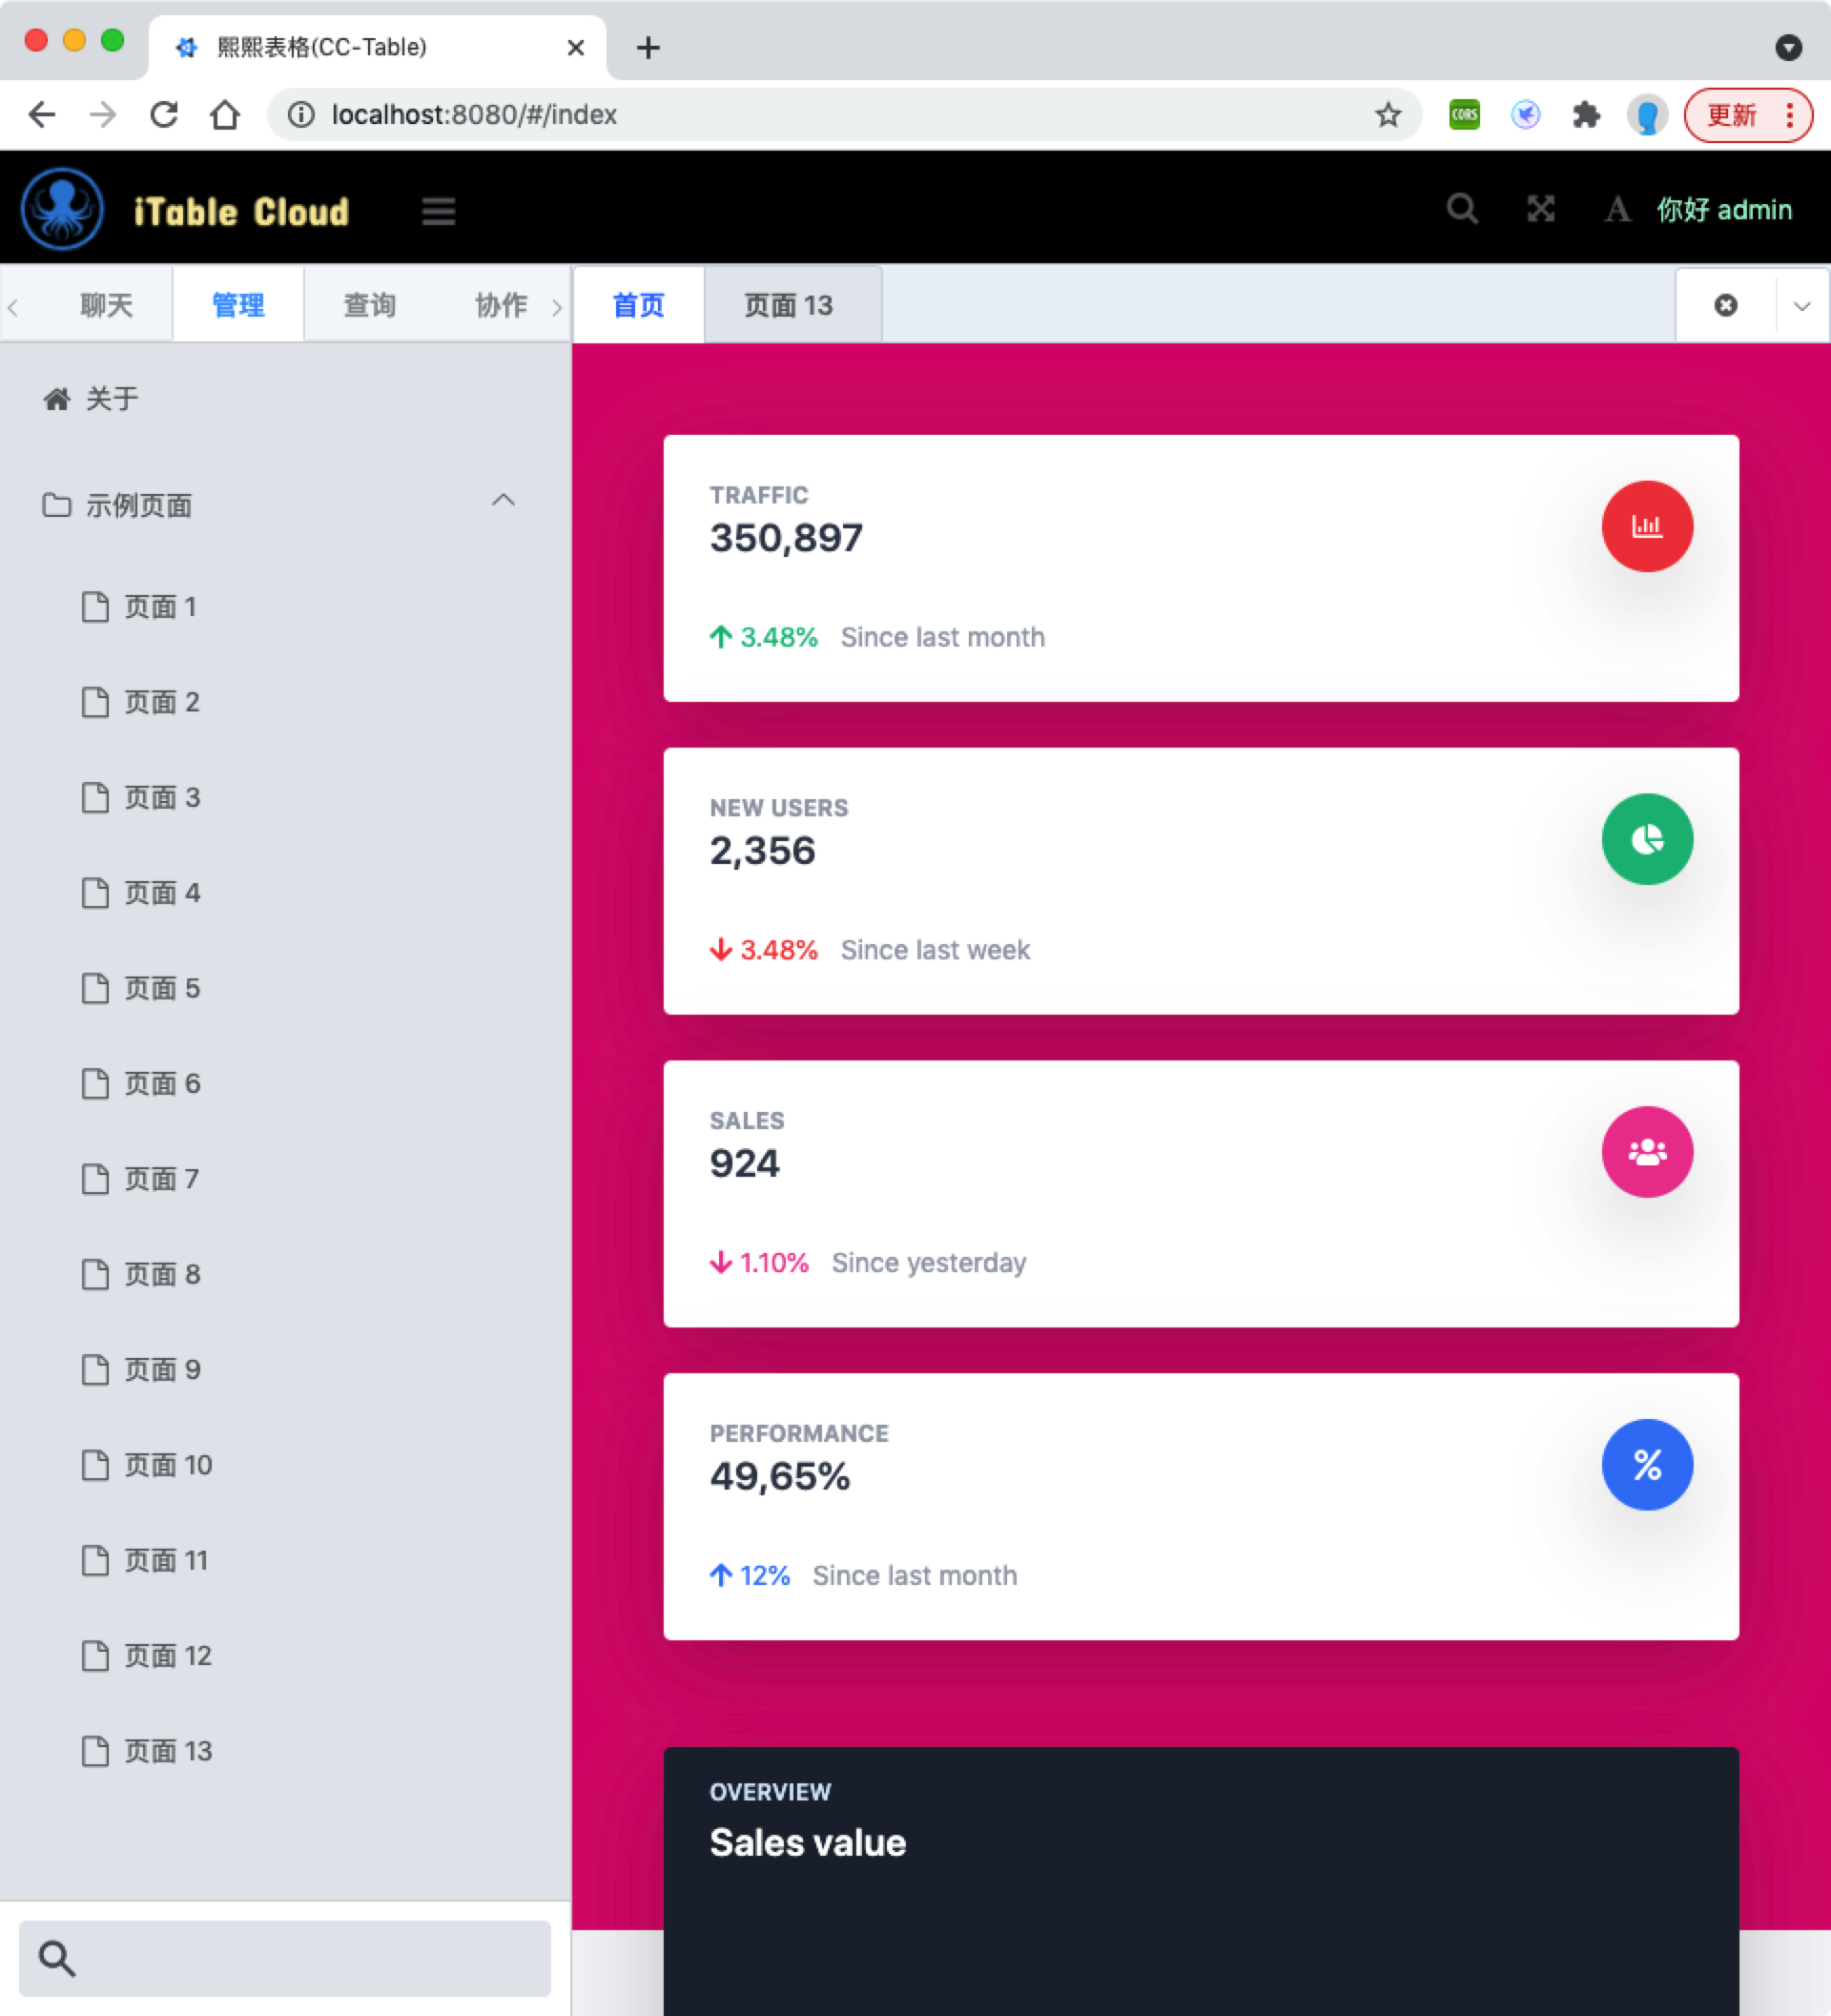 熙熙表格(CC-Table)
localhost:8080/#/index
CORS
更新
iTable Cloud
A
你好 admin
聊天
管理
查询
协作
首页
页面 13
关于
示例页面
页面 1
页面 2
页面 3
页面 4
页面 5
页面 6
页面 7
页面 8
页面 9
页面 10
页面 11
页面 12
页面 13
TRAFFIC
350,897
3.48% Since last month
NEW USERS
2,356
3.48% Since last week
SALES
924
1.10% Since yesterday
PERFORMANCE
49,65%
%
12% Since last month
OVERVIEW
Sales value